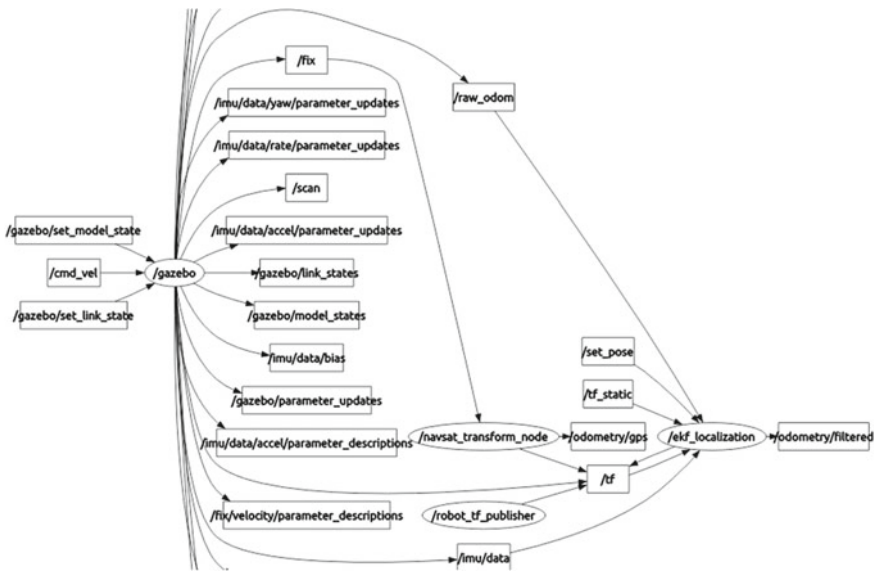 /fix
/raw_odom
/imu/data/yaw/parameter_updates
/imu/data/rate/parameter_updates
/scan
/gazebo/set_model_state
/imu/data/accel/parameter_updates
/cmd_vel
/gazebo
/gazebo/link_states
/gazebo/set_link_state
/gazebo/model_states
/imu/data/bias
/set_pose
/gazebo/parameter_updates
/tf_static
/imu/data/accel/parameter_descriptions
/navsat_transform_node
/odometry/gps
/ekf_localization
/odometry/filtered
/tf
/fix/velocity/parameter_descriptions
/robot_tf_publisher
/imu/data